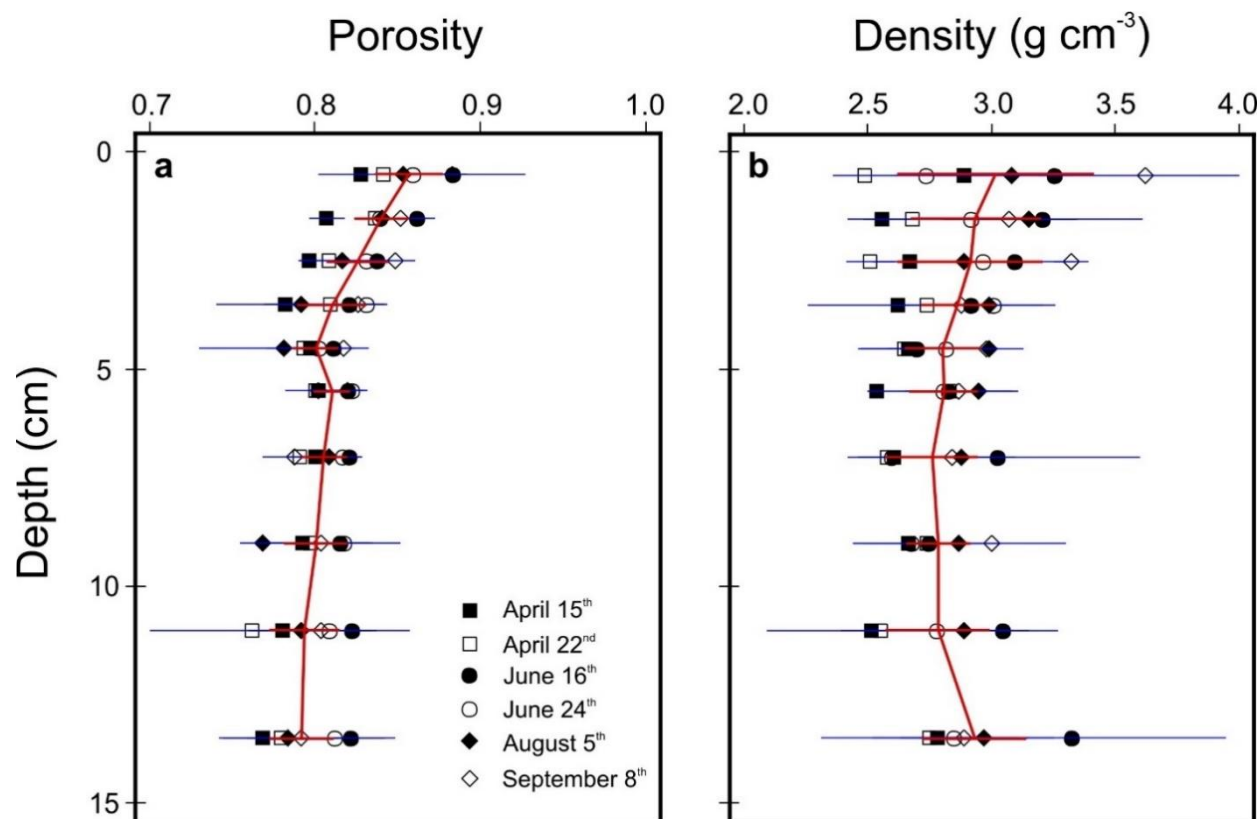 Porosity
Density (g cm⁻³)
0.7 0.8 0.9 1.0
2.0 2.5 3.0 3.5 4.0
a
b
0
5
10
15
Depth (cm)
April 15ᵗʰ
April 22ⁿᵈ
June 16ᵗʰ
June 24ᵗʰ
August 5ᵗʰ
September 8ᵗʰ